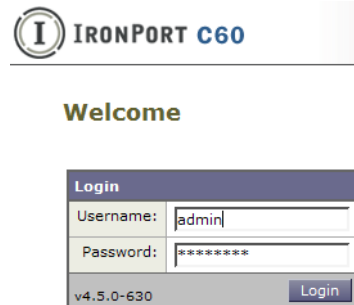 I IRONPORT C60
Welcome
Login
Username: admin
Password: ********
v4.5.0-630 Login